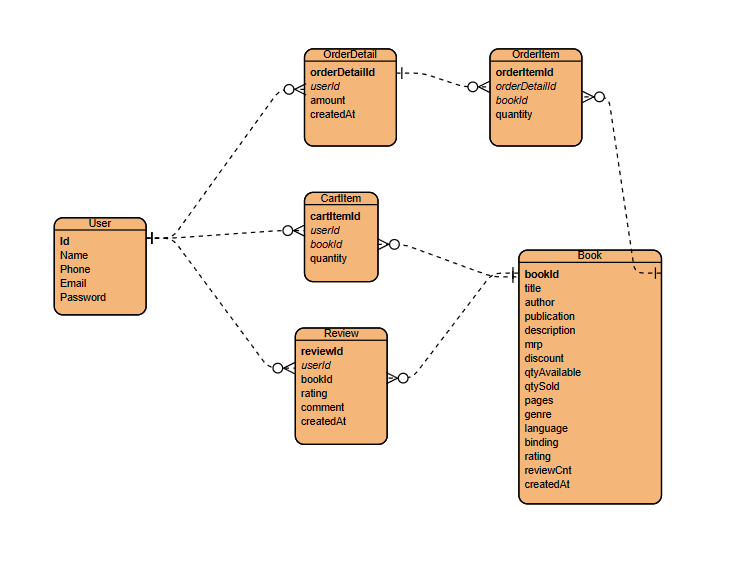 OrderDetail
orderDetailId
userId
amount
createdAt
OrderItem
orderItemId
orderDetailId
bookId
quantity
User
Id
Name
Phone
Email
Password
CartItem
cartItemId
userId
bookId
quantity
Review
reviewId
userId
bookId
rating
comment
createdAt
Book
bookId
title
author
publication
description
mrp
discount
qtyAvailable
qtySold
pages
genre
language
binding
rating
reviewCnt
createdAt